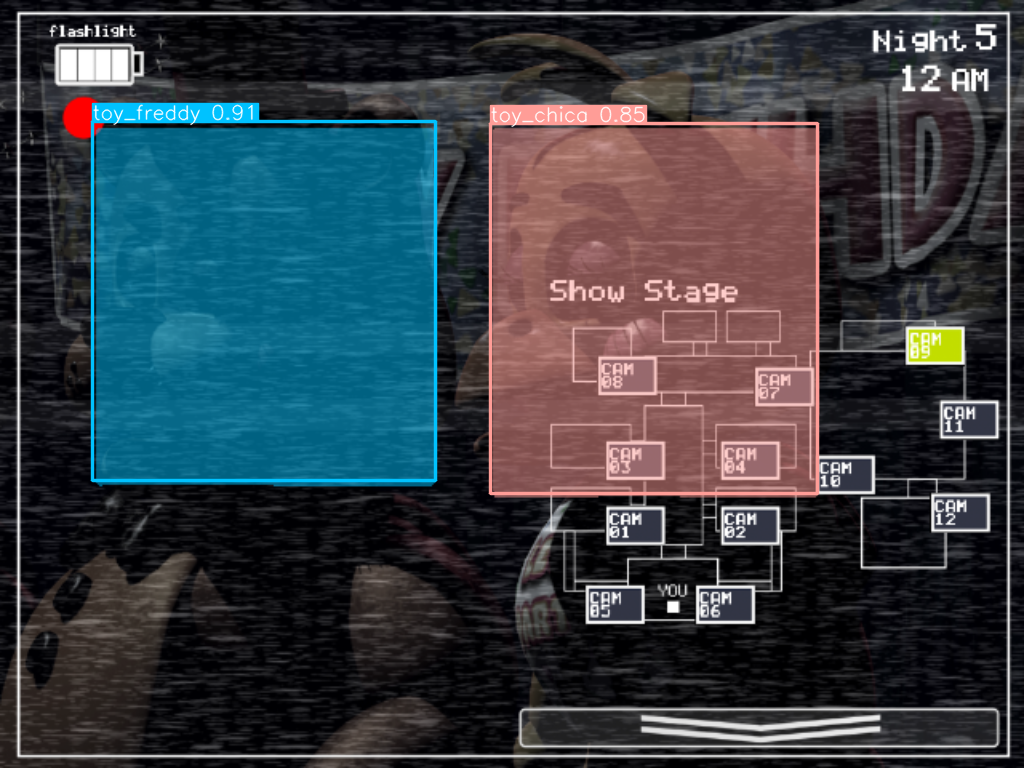 flashlight
Night 5
12 AM
toy_freddy 0.91
toy_chica 0.85
HDA
Show Stage
CAM 09
CAM 08
CAM 07
CAM 11
CAM 03
CAM 04
CAM 10
CAM 12
CAM 01
CAM 02
YOU
CAM 05
CAM 06